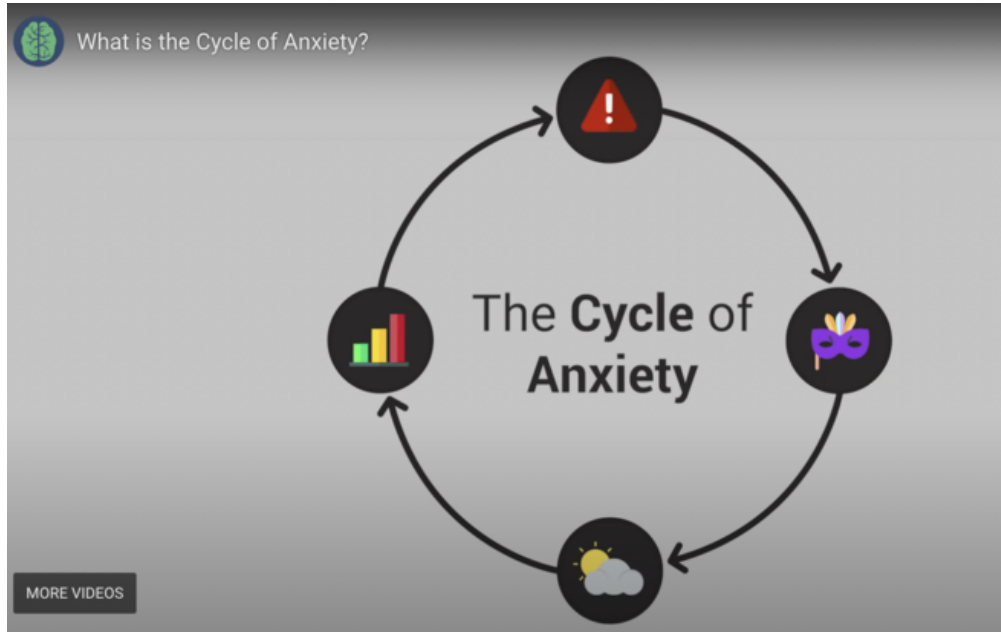 What is the Cycle of Anxiety?
The Cycle of
Anxiety
MORE VIDEOS